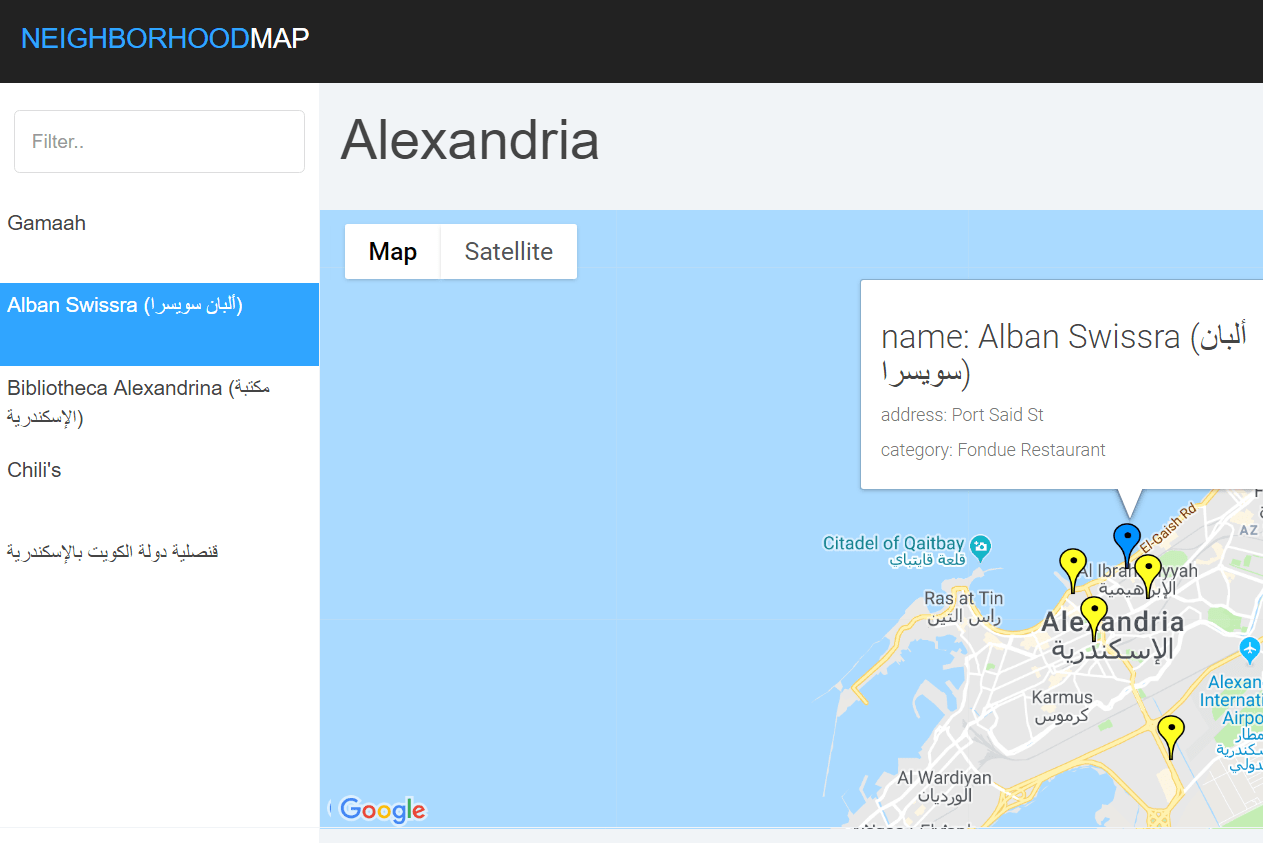 NEIGHBORHOODMAP
Filter..
Gamaah
Alban Swissra (ألبان سويسرا)
Bibliotheca Alexandrina (مكتبة
الإسكندرية)
Chili's
قنصلية دولة الكويت بالإسكندرية
Alexandria
Map
Satellite
name: Alban Swissra (ألبان
سويسرا)
address: Port Said St
category: Fondue Restaurant
El-Gaish Rd
AZ
Citadel of Qaitbay
قلعة قايتباي
Al Ibrahimiyyah
الإبراهيمية
Ras at Tin
راس التين
Alexandria
الإسكندرية
Karmus
كرموس
Alexan
Internati
Airpo
مطار
سكندرية
دولي
Al Wardiyan
الورديان
Google